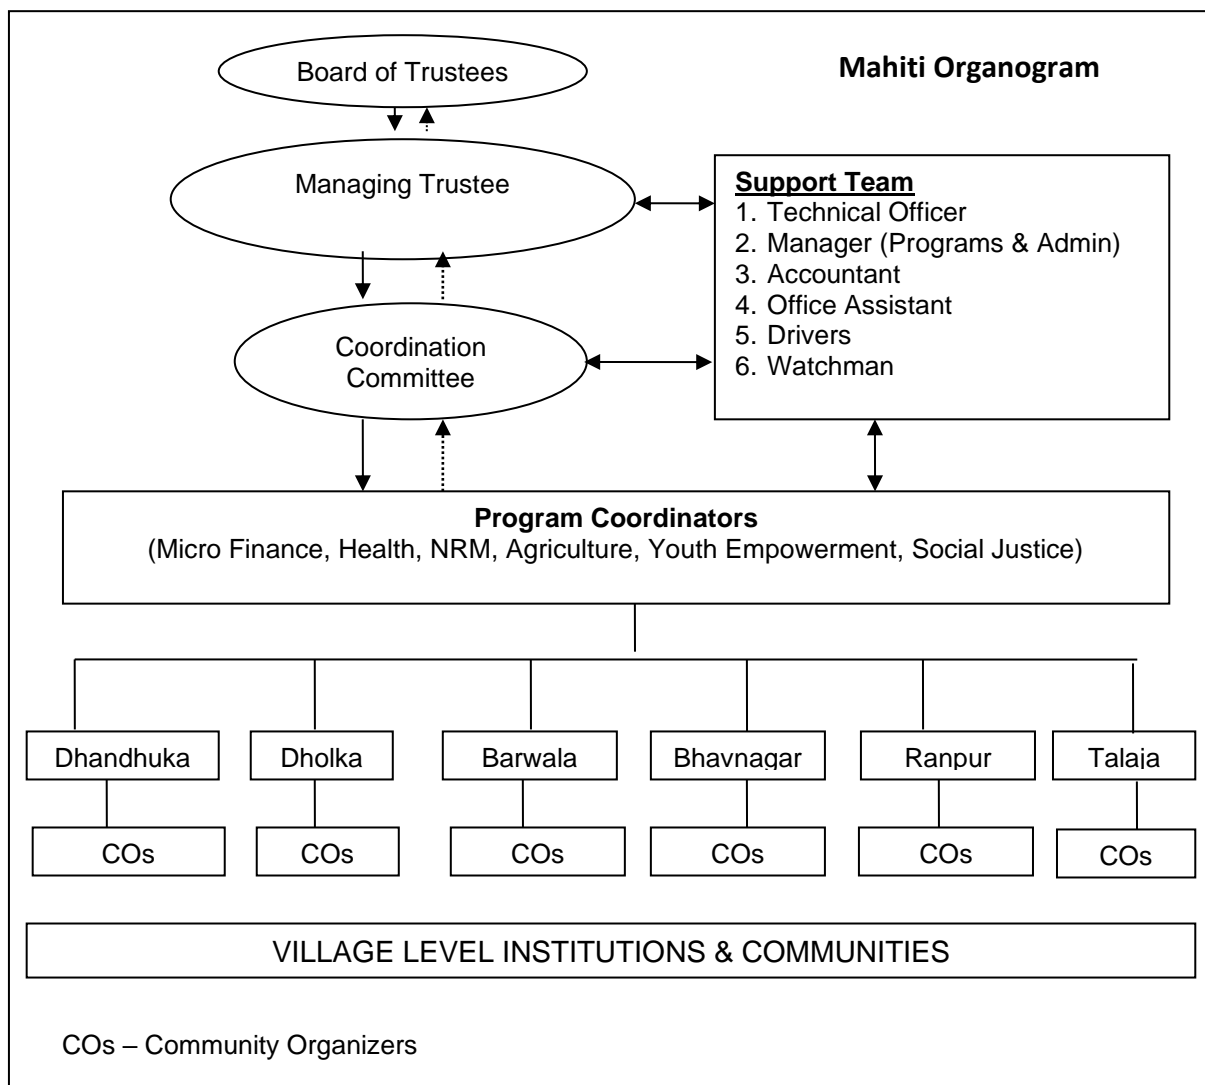 Mahiti Organogram
Board of Trustees
Managing Trustee
Support Team
1. Technical Officer
2. Manager (Programs & Admin)
3. Accountant
4. Office Assistant
5. Drivers
6. Watchman
Coordination
Committee
Program Coordinators
(Micro Finance, Health, NRM, Agriculture, Youth Empowerment, Social Justice)
Dhandhuka
Dholka
Barwala
Bhavnagar
Ranpur
Talaja
COs
COs
COs
COs
COs
COs
VILLAGE LEVEL INSTITUTIONS & COMMUNITIES
COs – Community Organizers